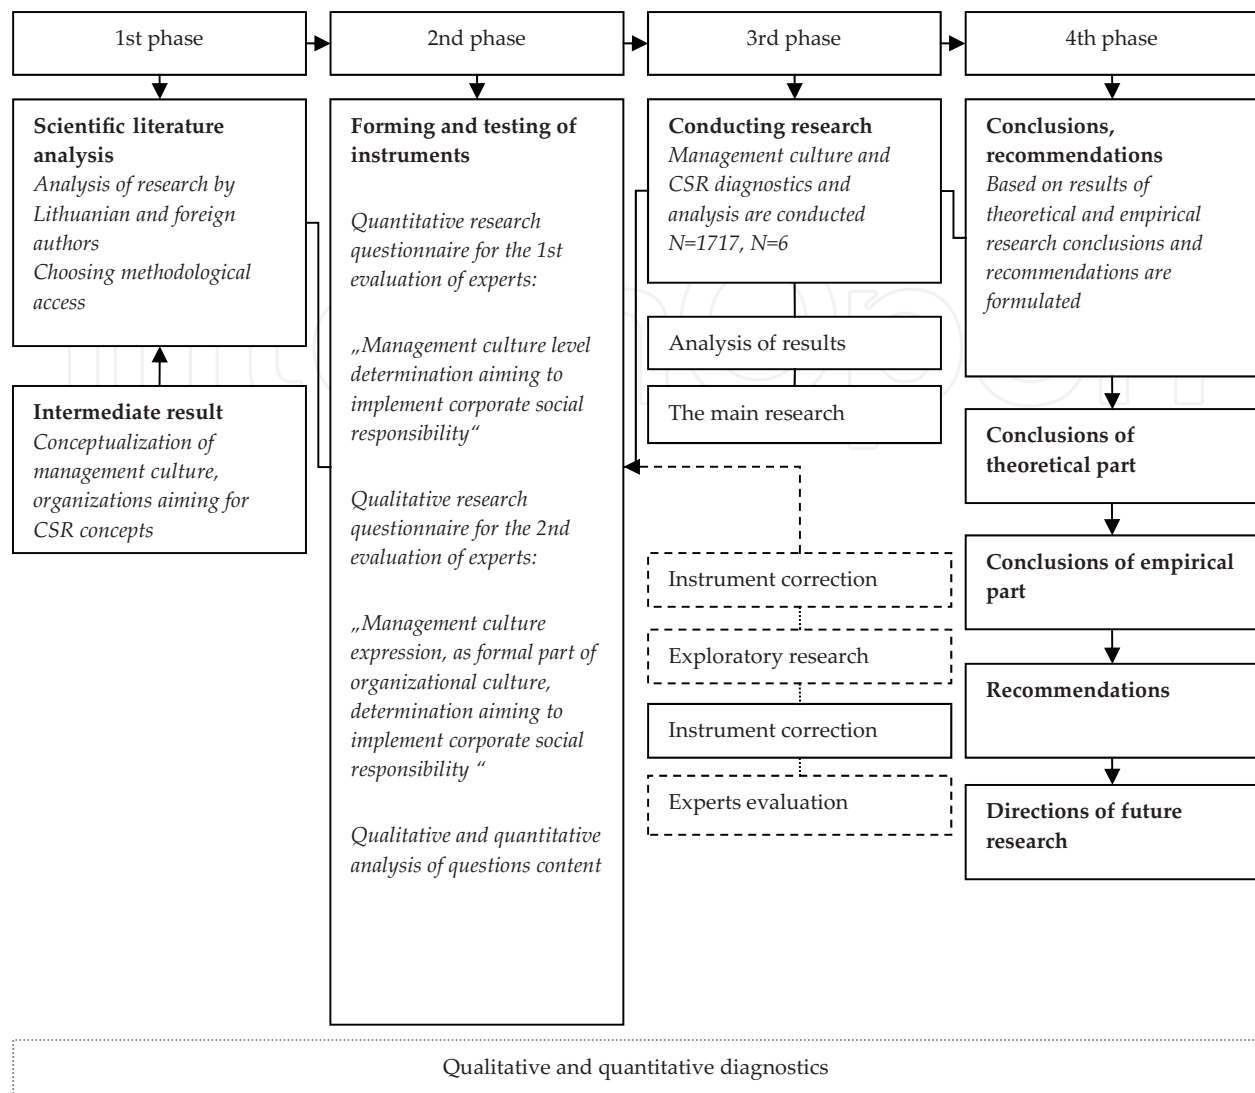 1st phase
2nd phase
3rd phase
4th phase
Scientific literature
analysis
Analysis of research by
Lithuanian and foreign
authors
Choosing methodological
access
Intermediate result
Conceptualization of
management culture,
organizations aiming for
CSR concepts
Forming and testing of
instruments
Quantitative research
questionnaire for the 1st
evaluation of experts:
„Management culture level
determination aiming to
implement corporate social
responsibility“
Qualitative research
questionnaire for the 2nd
evaluation of experts:
„Management culture
expression, as formal part of
organizational culture,
determination aiming to
implement corporate social
responsibility “
Qualitative and quantitative
analysis of questions content
Conducting research
Management culture and
CSR diagnostics and
analysis are conducted
N=1717, N=6
Analysis of results
The main research
Instrument correction
Exploratory research
Instrument correction
Experts evaluation
Conclusions,
recommendations
Based on results of
theoretical and empirical
research conclusions and
recommendations are
formulated
Conclusions of
theoretical part
Conclusions of empirical
part
Recommendations
Directions of future
research
Qualitative and quantitative diagnostics